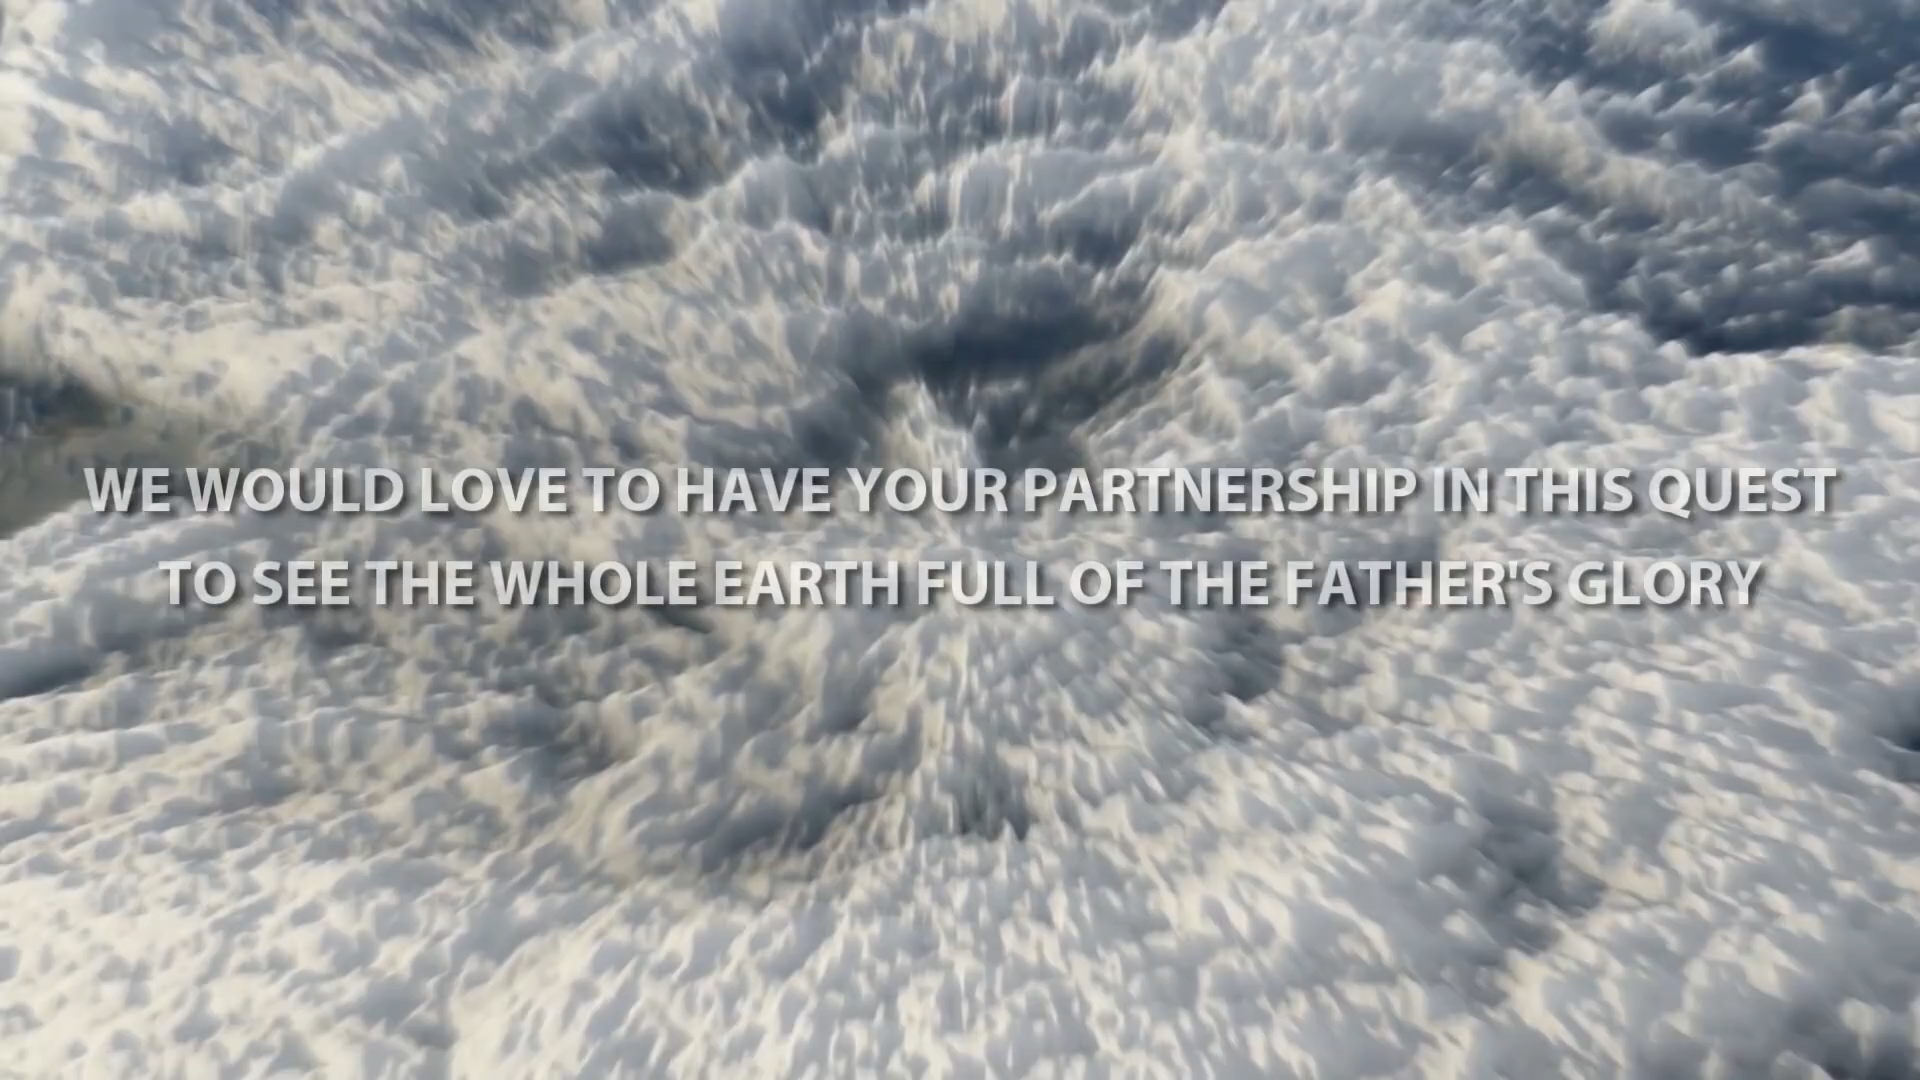 WE WOULD LOVE TO HAVE YOUR PARTNERSHIP IN THIS QUEST
TO SEE THE WHOLE EARTH FULL OF THE FATHER'S GLORY